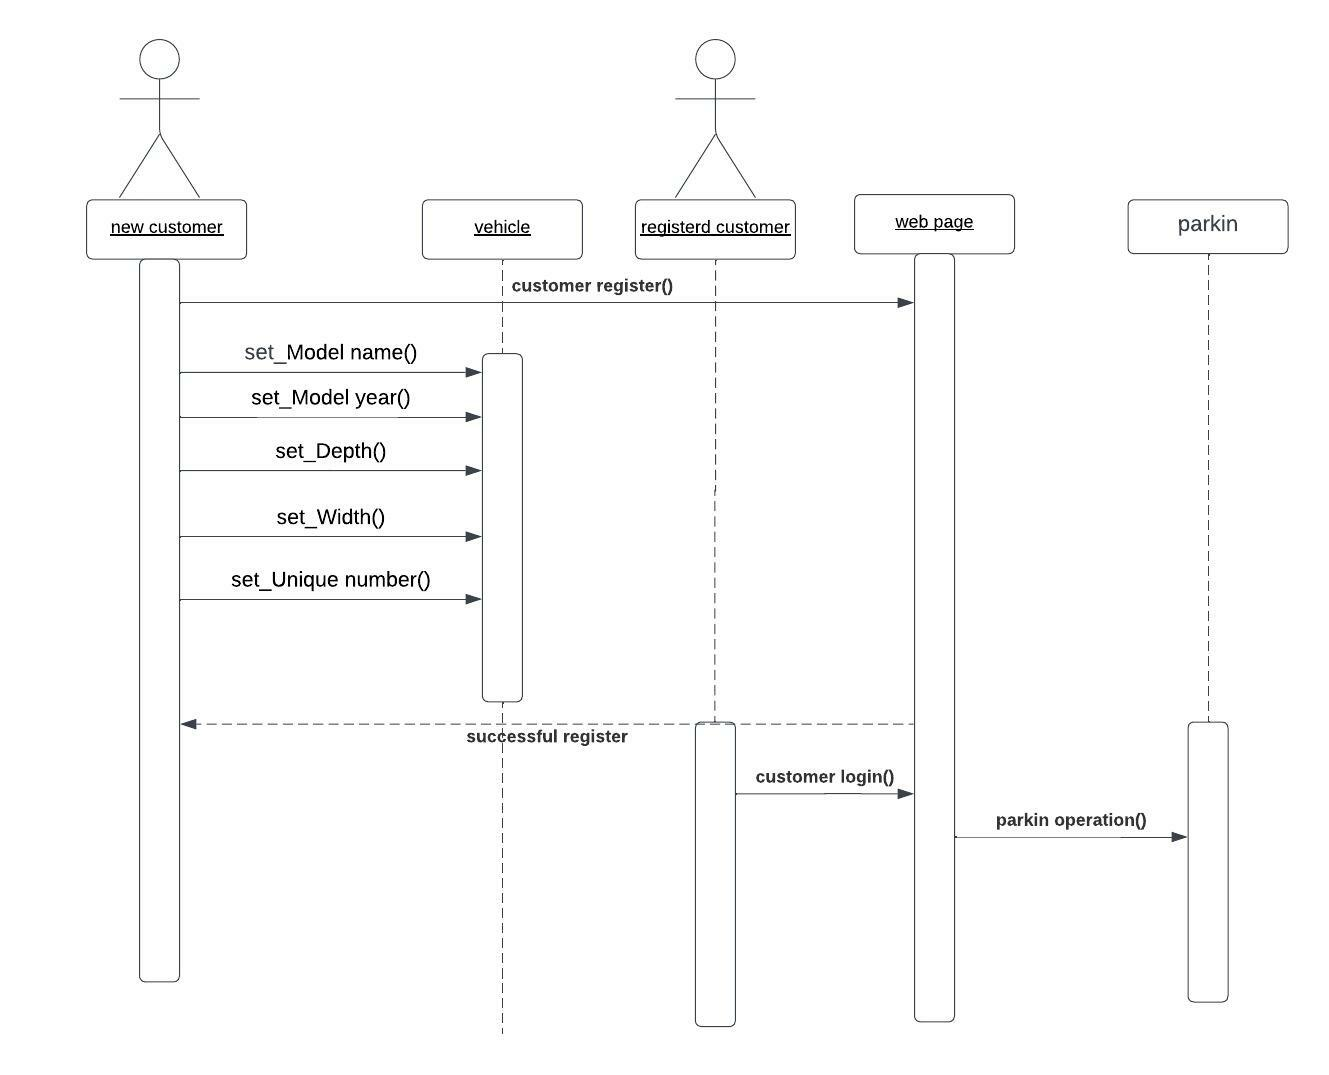 new customer
vehicle
registerd customer
web page
parkin
customer register()
set_Model name()
set_Model year()
set_Depth()
set_Width()
set_Unique number()
successful register
customer login()
parkin operation()